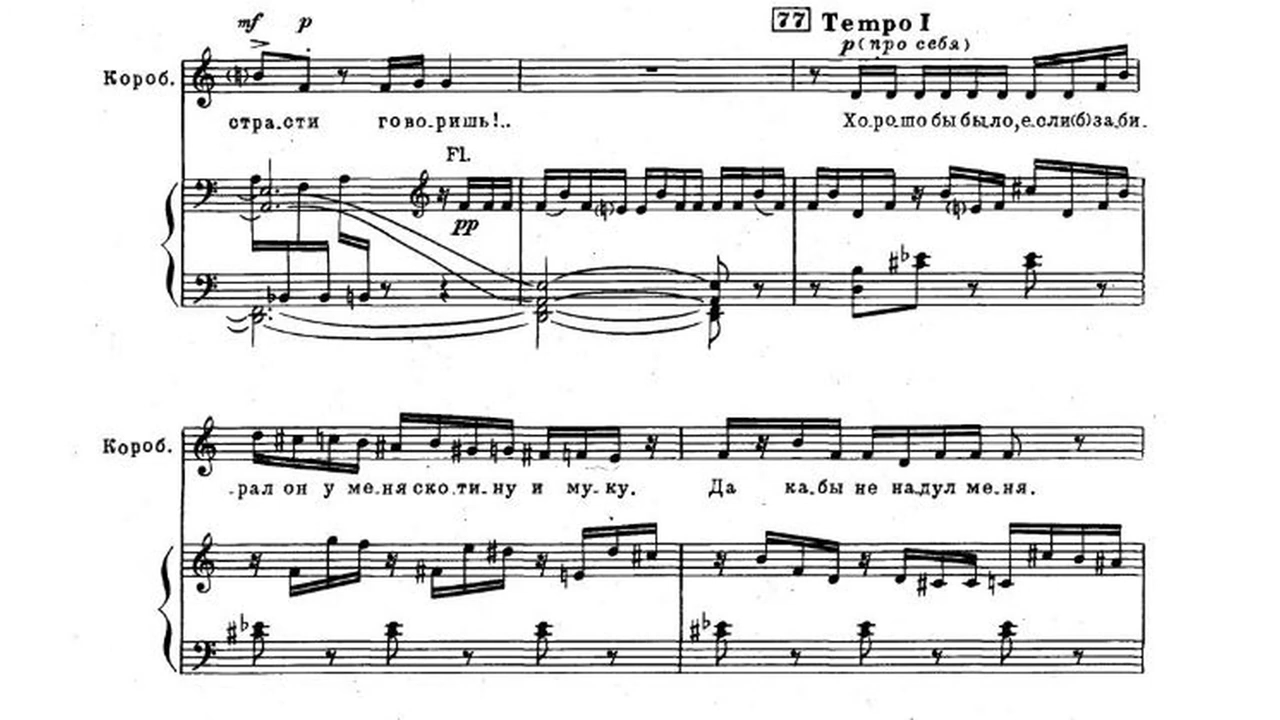 mf p 77 Tempo I
p (про себя)
Короб.
стра.сти гово.ришь!.. Хо.ро.шо бы бы.ло, е.сли(б) за.би.
Fl.
pp
Короб.
.рал он у ме.ня ско.ти.ну и му.ку. Да ка.бы не на.дул ме.ня.